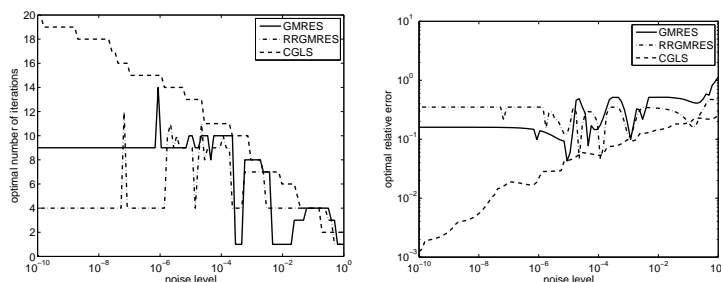 20
18
16
14
12
10
8
6
4
2
0
optimal number of iterations
GMRES
RRGMRES
CGLS
10^−10
10^−8
10^−6
10^−4
10^−2
10^0
noise level
10^1
10^0
10^−1
10^−2
10^−3
optimal relative error
GMRES
RRGMRES
CGLS
10^−10
10^−8
10^−6
10^−4
10^−2
10^0
noise level